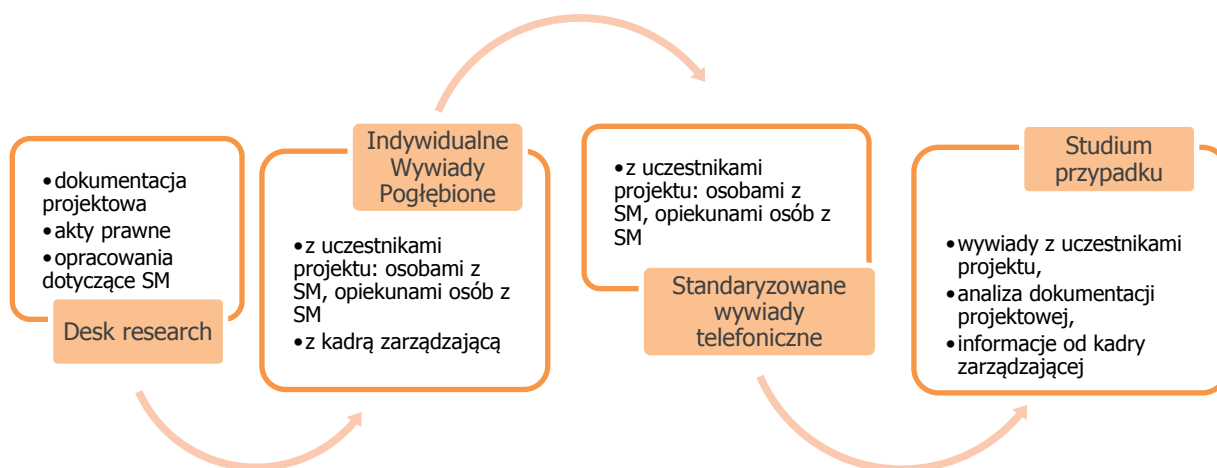 •dokumentacja
projektowa
•akty prawne
•opracowania
dotyczące SM
Desk research
Indywidualne
Wywiady
Pogłębione
•z uczestnikami
projektu: osobami z
SM, opiekunami osób z
SM
•z kadrą zarządzającą
•z uczestnikami
projektu: osobami z
SM, opiekunami osób z
SM
Standaryzowane
wywiady
telefoniczne
Studium
przypadku
•wywiady z uczestnikami
projektu,
•analiza dokumentacji
projektowej,
•informacje od kadry
zarządzającej